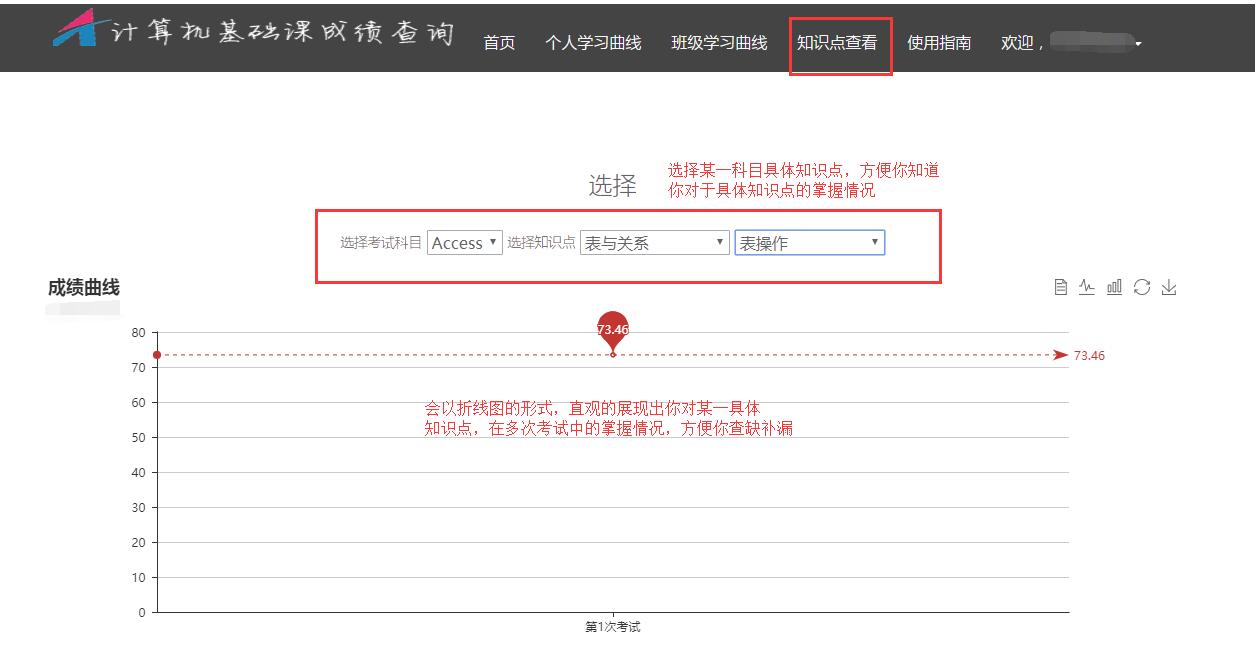 计算机基础课成绩查询
首页 个人学习曲线 班级学习曲线 知识点查看 使用指南 欢迎，
选择
选择某一科目具体知识点，方便你知道
你对于具体知识点的掌握情况
选择考试科目 Access 选择知识点 表与关系 表操作
成绩曲线
80
73.46
73.46
70
60
会以折线图的形式，直观的展现出你对某一具体
知识点，在多次考试中的掌握情况，方便你查缺补漏
50
40
30
20
10
0
第1次考试